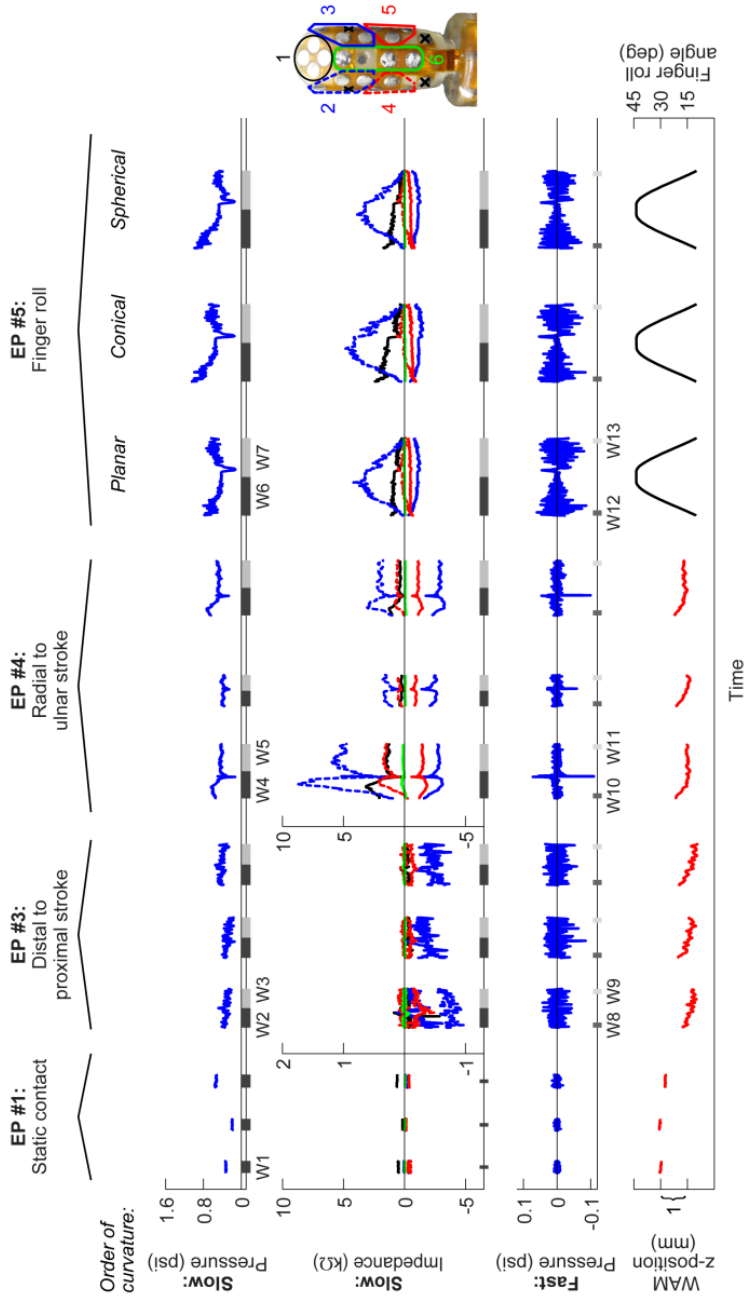 EP #1:
Static contact
EP #3:
Distal to
proximal stroke
EP #4:
Radial to
ulnar stroke
EP #5:
Finger roll
Order of
curvature:
Planar
Conical
Spherical
1
2
3
4
5
6
x
x
x
x
Slow:
Pressure (psi)
1.6
0.8
0
W1
W2
W3
W4
W5
W6
W7
Slow:
Impedance (kΩ)
10
5
0
-5
2
1
0
-1
10
5
0
-5
Fast:
Pressure (psi)
0.1
0
-0.1
W8
W9
W10
W11
W12
W13
WAM
z-position
(mm)
1 }
45
30
15
Finger roll
angle (deg)
Time